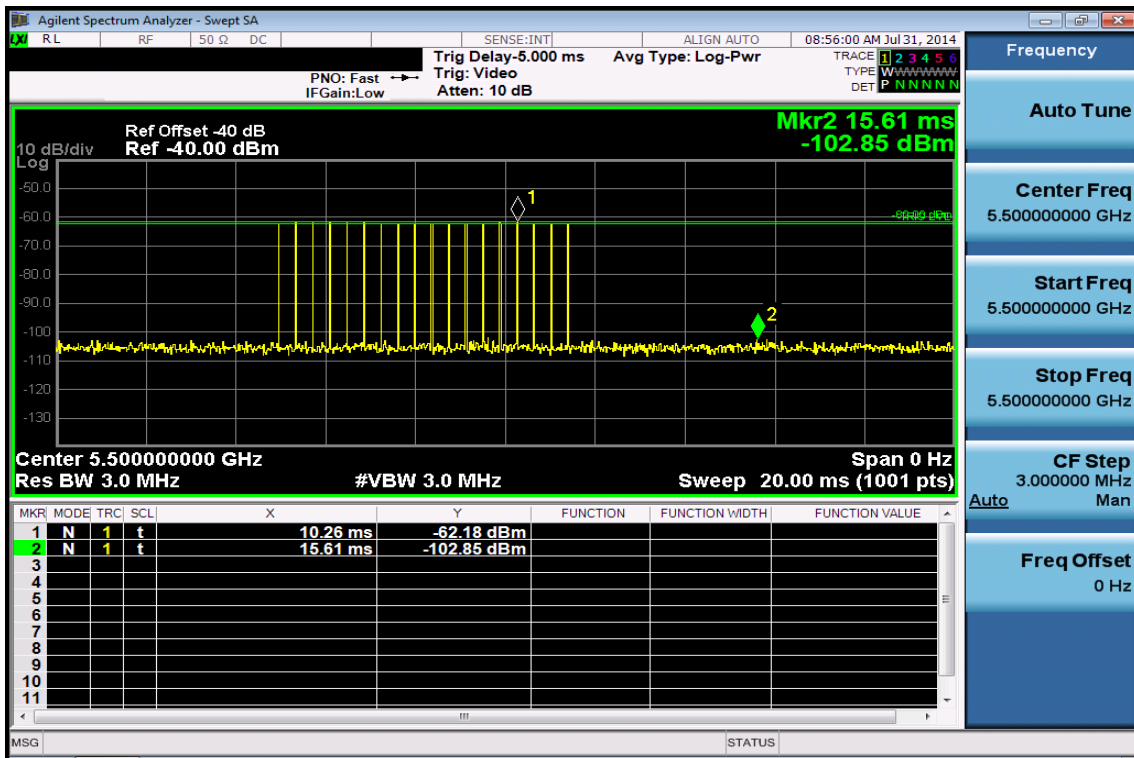 Agilent Spectrum Analyzer - Swept SA
LXI RL RF 50 Ω DC SENSE:INT ALIGN AUTO 08:56:00 AM Jul 31, 2014
Trig Delay-5.000 ms Avg Type: Log-Pwr TRACE 1 2 3 4 5 6
PNO: Fast Trig: Video TYPE WWWWWW
IFGain:Low Atten: 10 dB DET P N N N N N
Mkr2 15.61 ms
Ref Offset -40 dB
-102.85 dBm
10 dB/div Ref -40.00 dBm
Log
-50.0
1
-60.0
-70.0
-80.0
-90.0
2
-100
-110
-120
-130
Center 5.500000000 GHz Span 0 Hz
Res BW 3.0 MHz #VBW 3.0 MHz Sweep 20.00 ms (1001 pts)
MKR MODE TRC SCL X Y FUNCTION FUNCTION WIDTH FUNCTION VALUE
1 N 1 t 10.26 ms -62.18 dBm
2 N 1 t 15.61 ms -102.85 dBm
3
4
5
6
7
8
9
10
11
MSG STATUS
Frequency
Auto Tune
Center Freq
5.500000000 GHz
Start Freq
5.500000000 GHz
Stop Freq
5.500000000 GHz
CF Step
3.000000 MHz
Auto Man
Freq Offset
0 Hz